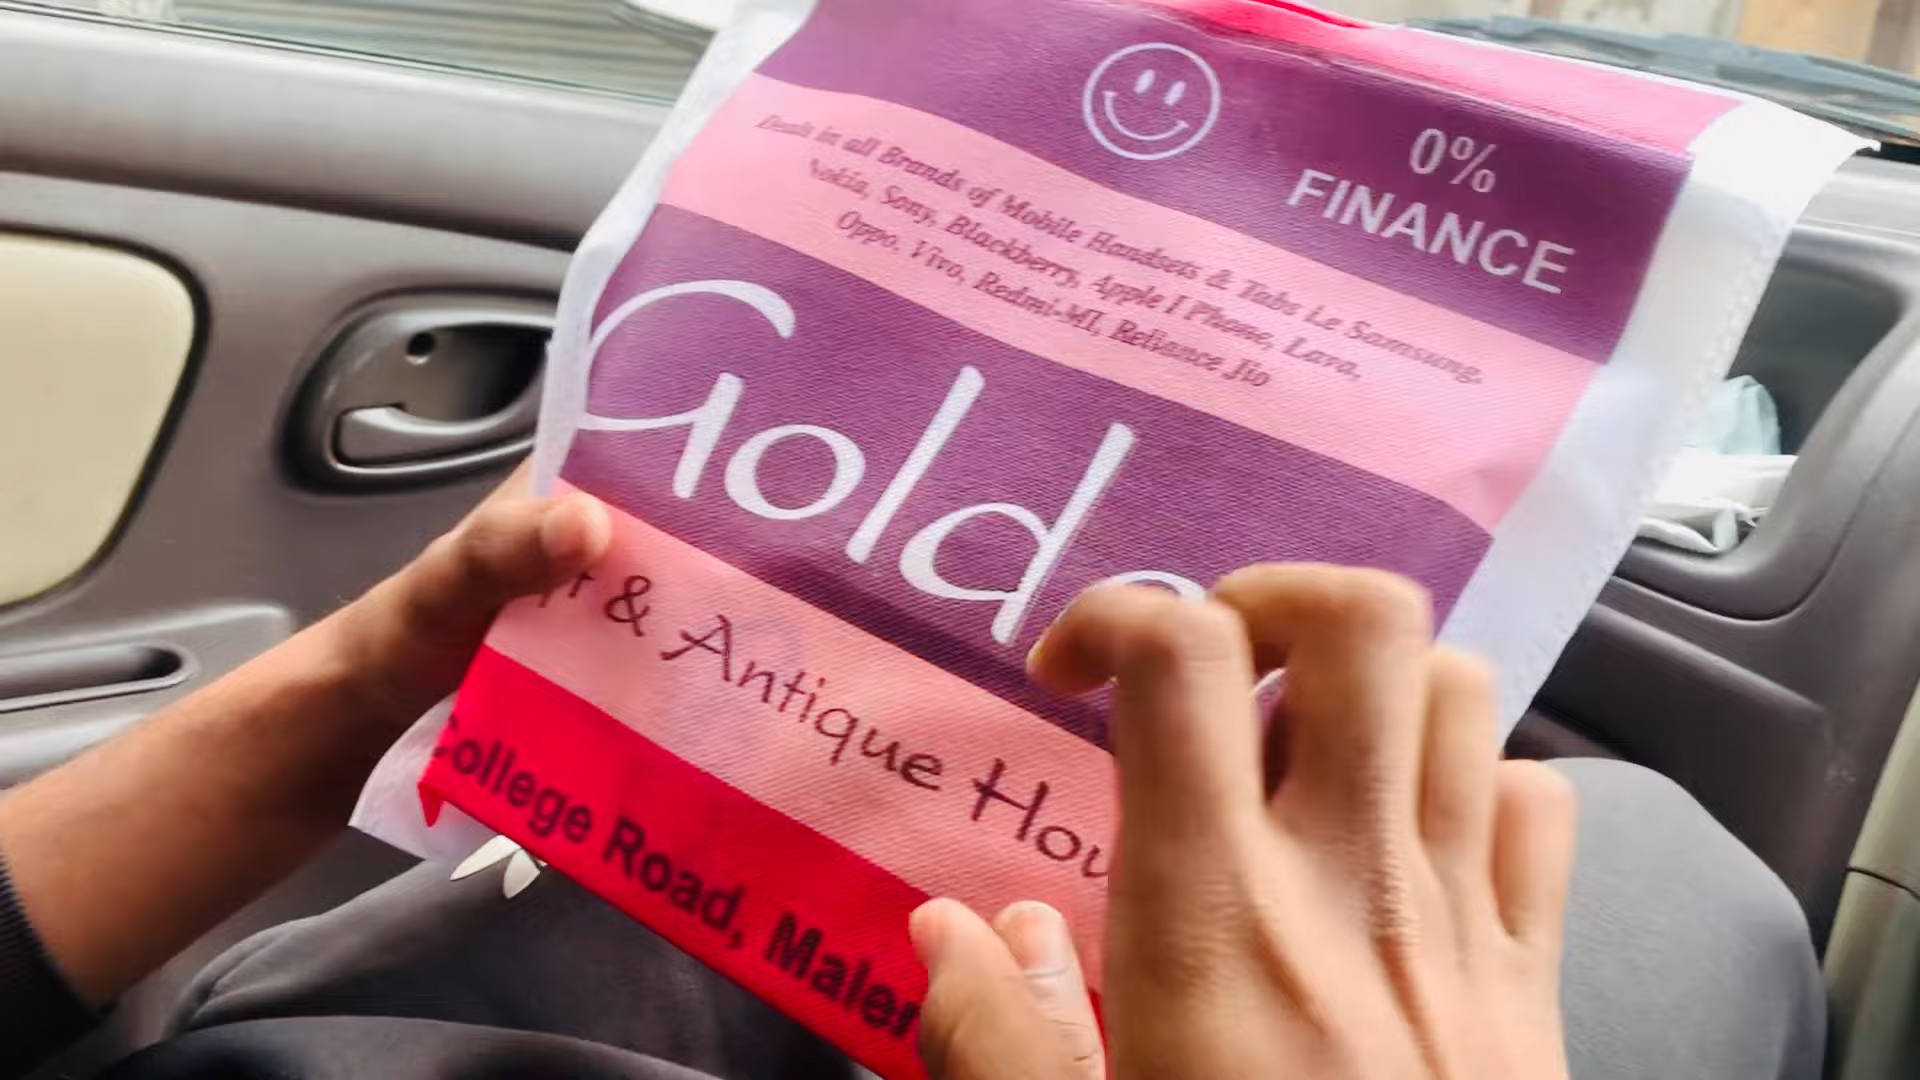 0%
FINANCE
Deals in all Brands of Mobile Handsets & Tabs Le Samsung,
Nokia, Sony, Blackberry, Apple I Phone, Lava,
Oppo, Vivo, Redmi-MI, Reliance Jio
Golde
& Antique Hou
College Road, Maler